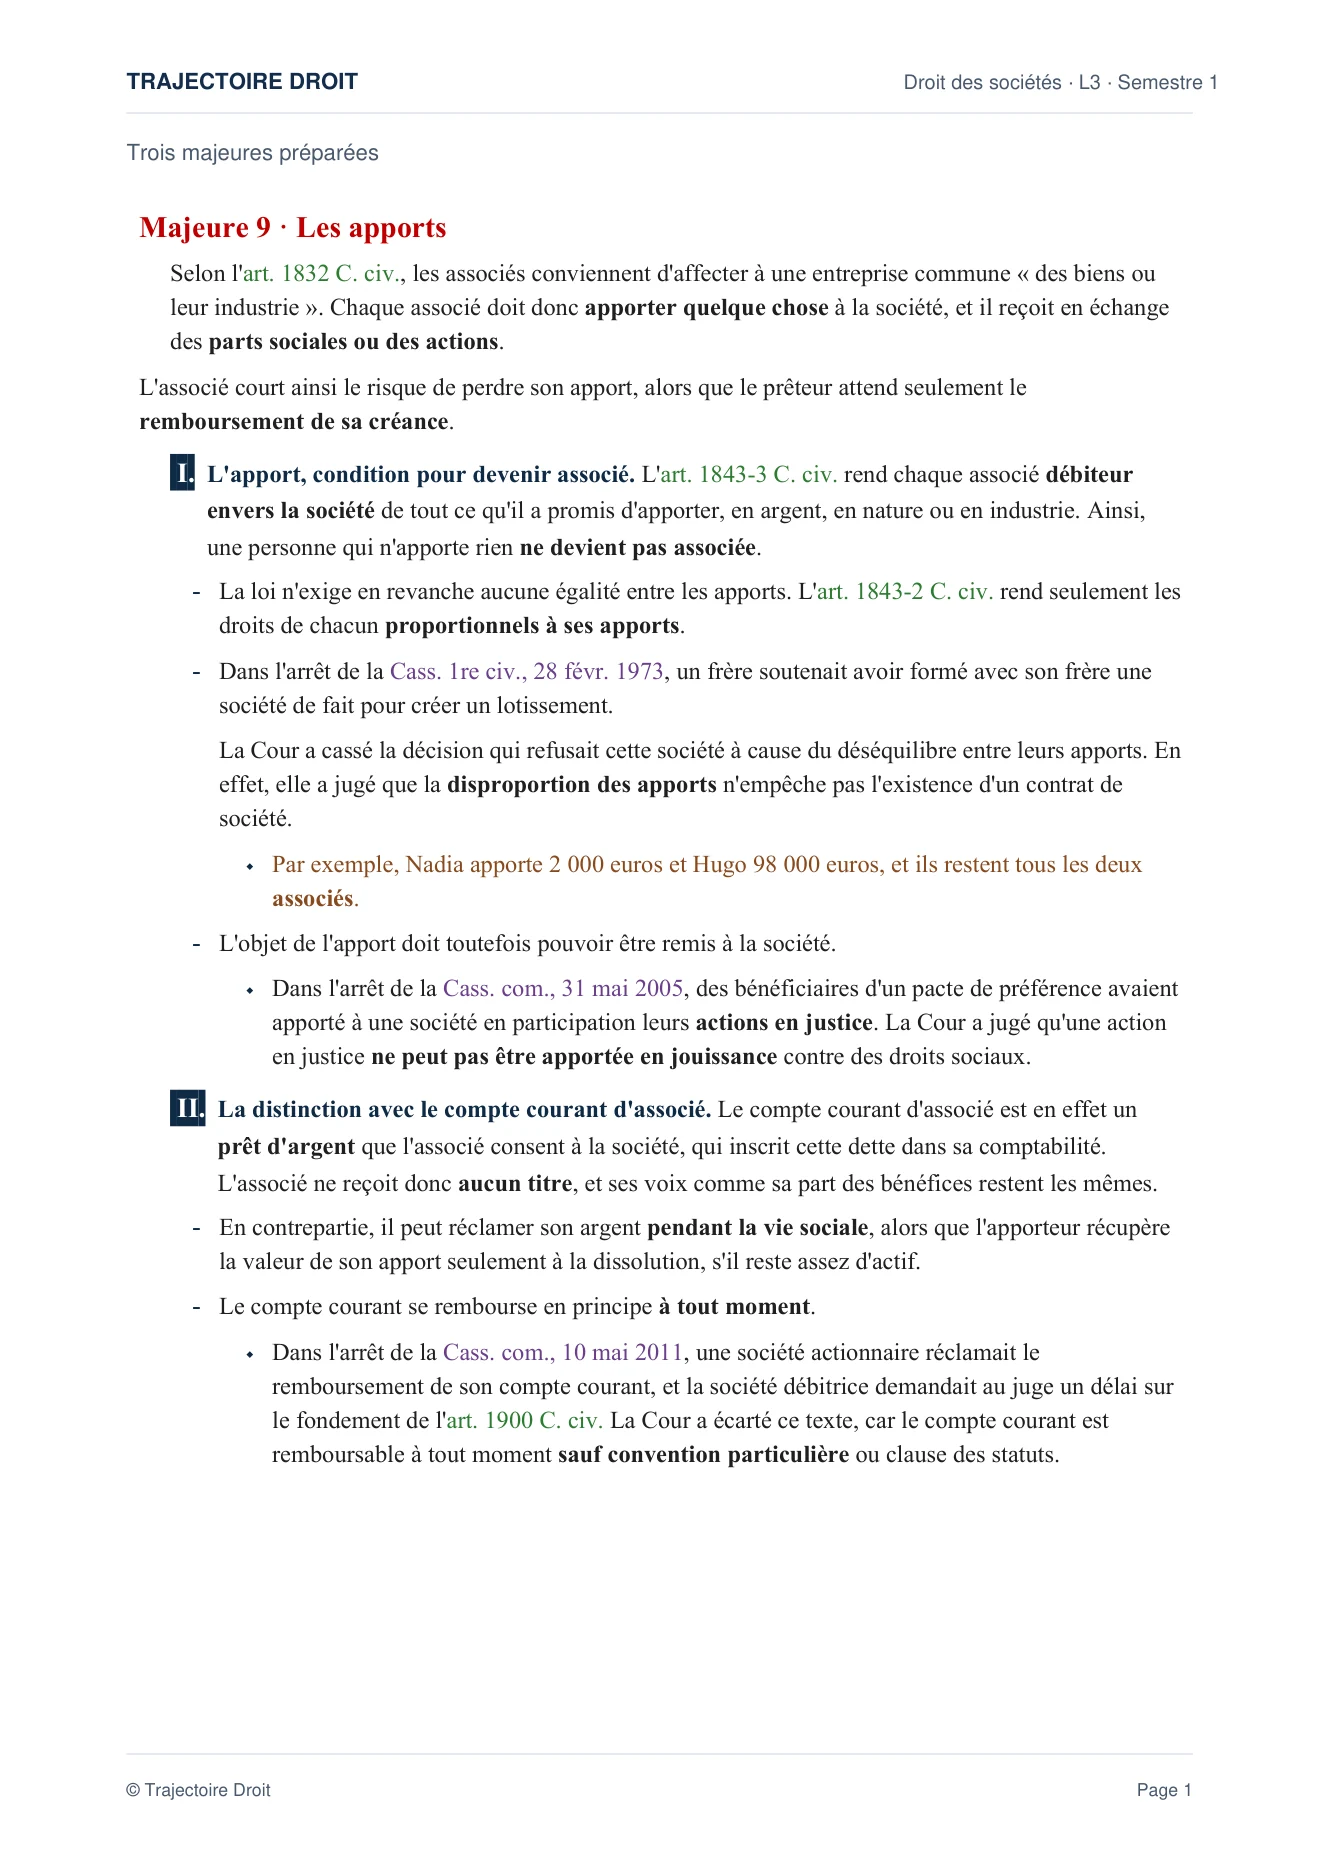 TRAJECTOIRE DROIT
Droit des sociétés · L3 · Semestre 1
Trois majeures préparées
Majeure 9 · Les apports
Selon l'art. 1832 C. civ., les associés conviennent d'affecter à une entreprise commune « des biens ou
leur industrie ». Chaque associé doit donc apporter quelque chose à la société, et il reçoit en échange
des parts sociales ou des actions.
L'associé court ainsi le risque de perdre son apport, alors que le prêteur attend seulement le
remboursement de sa créance.
I. L'apport, condition pour devenir associé. L'art. 1843-3 C. civ. rend chaque associé débiteur
envers la société de tout ce qu'il a promis d'apporter, en argent, en nature ou en industrie. Ainsi,
une personne qui n'apporte rien ne devient pas associée.
- La loi n'exige en revanche aucune égalité entre les apports. L'art. 1843-2 C. civ. rend seulement les
droits de chacun proportionnels à ses apports.
- Dans l'arrêt de la Cass. 1re civ., 28 févr. 1973, un frère soutenait avoir formé avec son frère une
société de fait pour créer un lotissement.
La Cour a cassé la décision qui refusait cette société à cause du déséquilibre entre leurs apports. En
effet, elle a jugé que la disproportion des apports n'empêche pas l'existence d'un contrat de
société.
⬩ Par exemple, Nadia apporte 2 000 euros et Hugo 98 000 euros, et ils restent tous les deux
associés.
- L'objet de l'apport doit toutefois pouvoir être remis à la société.
⬩ Dans l'arrêt de la Cass. com., 31 mai 2005, des bénéficiaires d'un pacte de préférence avaient
apporté à une société en participation leurs actions en justice. La Cour a jugé qu'une action
en justice ne peut pas être apportée en jouissance contre des droits sociaux.
II. La distinction avec le compte courant d'associé. Le compte courant d'associé est en effet un
prêt d'argent que l'associé consent à la société, qui inscrit cette dette dans sa comptabilité.
L'associé ne reçoit donc aucun titre, et ses voix comme sa part des bénéfices restent les mêmes.
- En contrepartie, il peut réclamer son argent pendant la vie sociale, alors que l'apporteur récupère
la valeur de son apport seulement à la dissolution, s'il reste assez d'actif.
- Le compte courant se rembourse en principe à tout moment.
⬩ Dans l'arrêt de la Cass. com., 10 mai 2011, une société actionnaire réclamait le
remboursement de son compte courant, et la société débitrice demandait au juge un délai sur
le fondement de l'art. 1900 C. civ. La Cour a écarté ce texte, car le compte courant est
remboursable à tout moment sauf convention particulière ou clause des statuts.
© Trajectoire Droit
Page 1